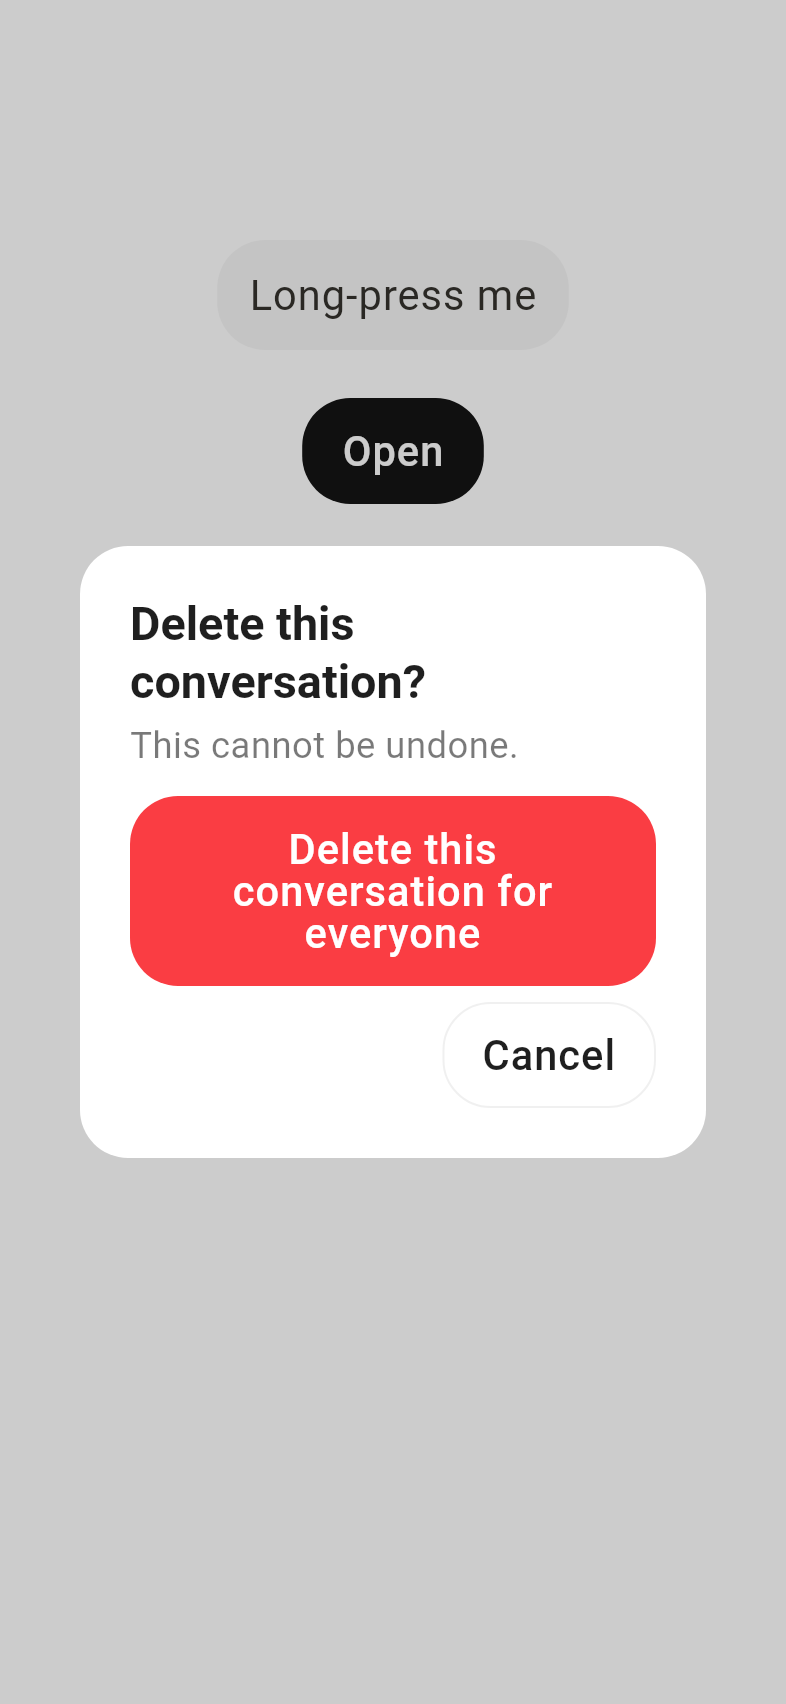 Long-press me
Open
Delete this
conversation?
This cannot be undone.
Delete this
conversation for
everyone
Cancel